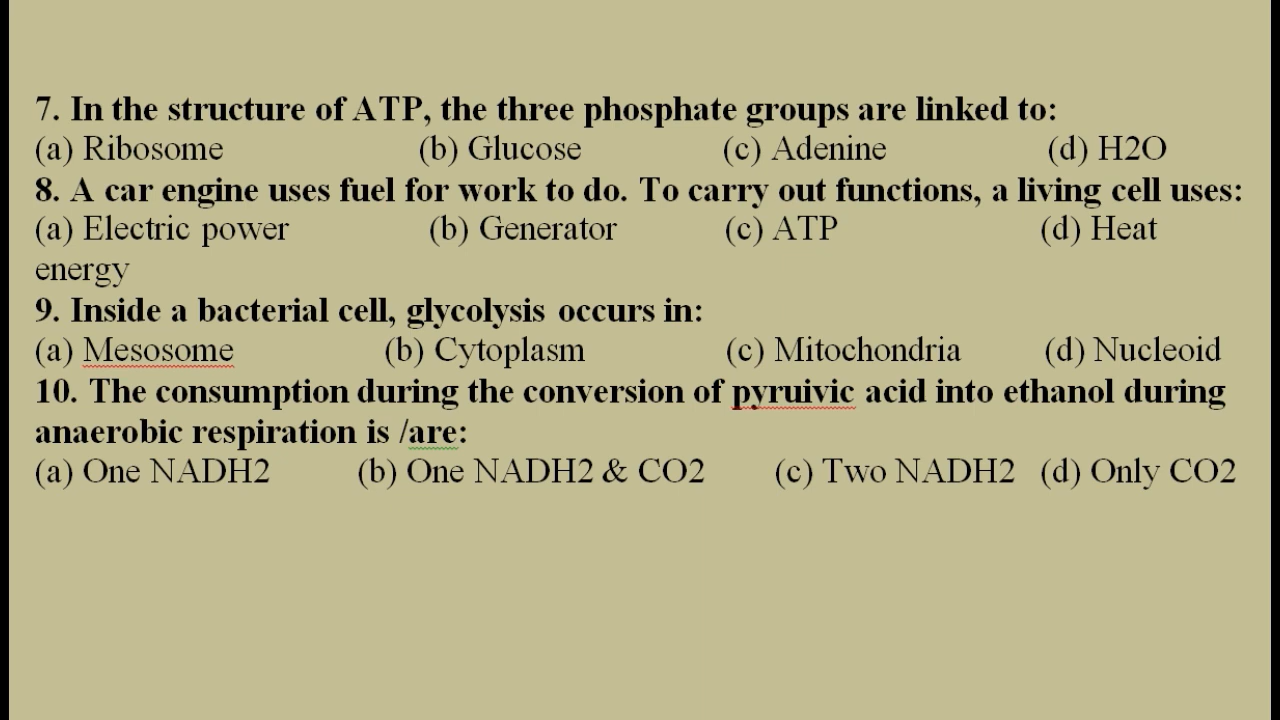 7. In the structure of ATP, the three phosphate groups are linked to:
(a) Ribosome (b) Glucose (c) Adenine (d) H2O
8. A car engine uses fuel for work to do. To carry out functions, a living cell uses:
(a) Electric power (b) Generator (c) ATP (d) Heat
energy
9. Inside a bacterial cell, glycolysis occurs in:
(a) Mesosome (b) Cytoplasm (c) Mitochondria (d) Nucleoid
10. The consumption during the conversion of pyruivic acid into ethanol during
anaerobic respiration is /are:
(a) One NADH2 (b) One NADH2 & CO2 (c) Two NADH2 (d) Only CO2